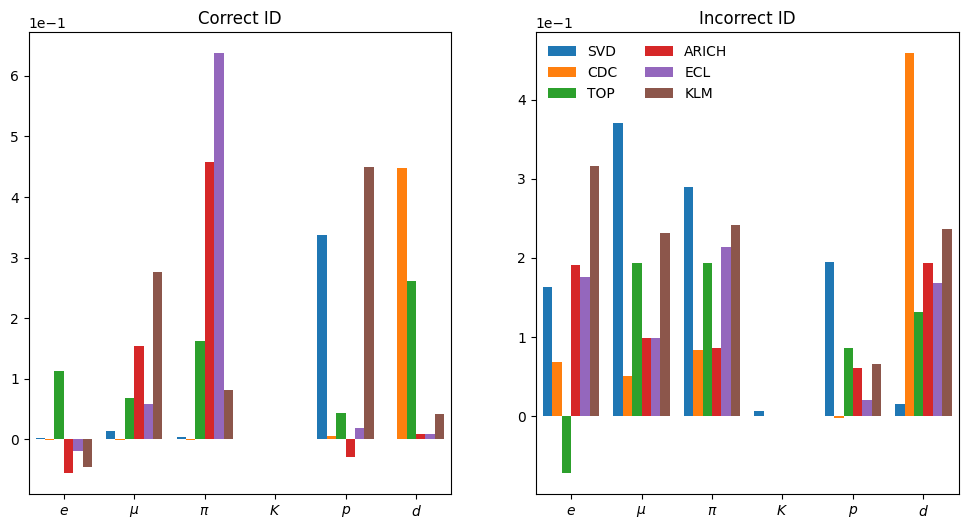 Correct ID
1e−1
6
5
4
3
2
1
0
e μ π K p d
Incorrect ID
1e−1
SVD
CDC
TOP
ARICH
ECL
KLM
4
3
2
1
0
e μ π K p d